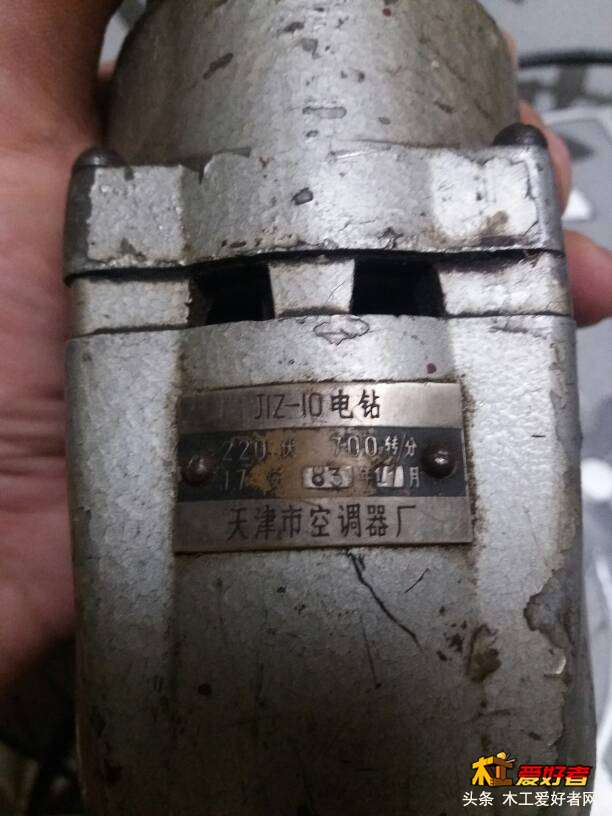 J1Z-10电钻
220伏 700转分
17 83年11月
天津市空调器厂
木工爱好者
头条 木工爱好者网